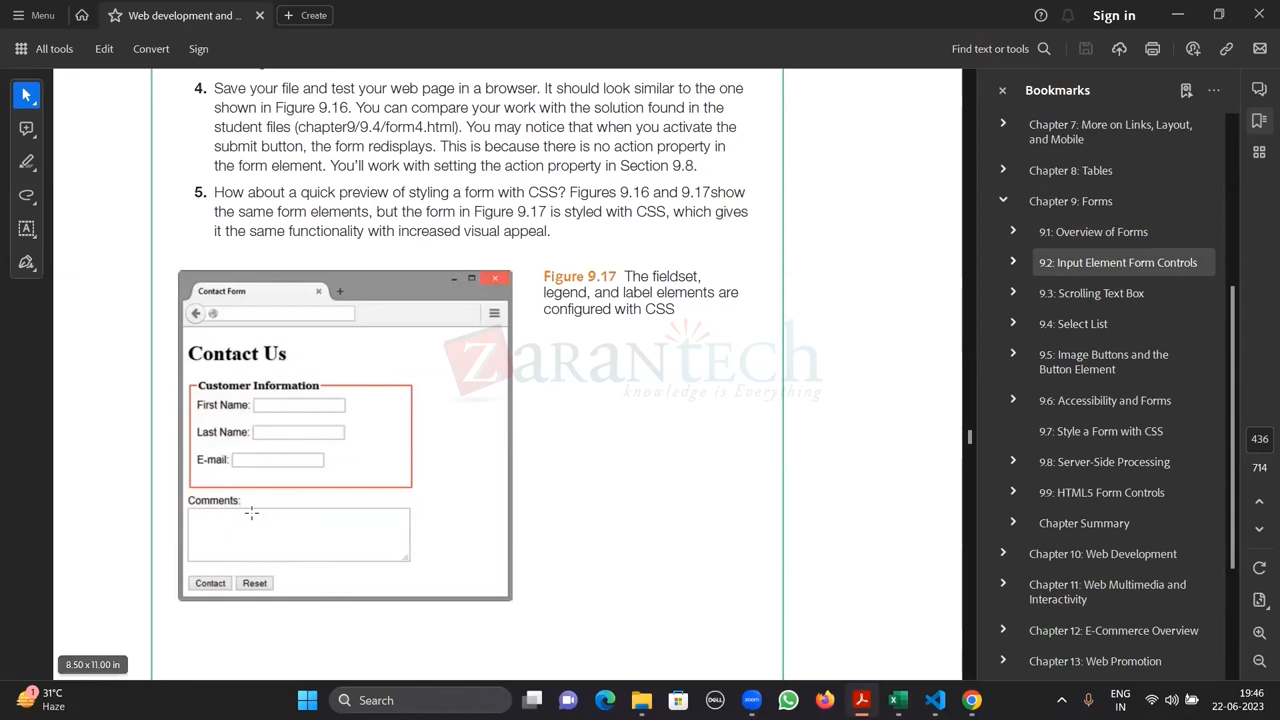 Menu
Web development and ...
Create
Sign in
All tools
Edit
Convert
Sign
Find text or tools
4. Save your file and test your web page in a browser. It should look similar to the one
shown in Figure 9.16. You can compare your work with the solution found in the
student files (chapter9/9.4/form4.html). You may notice that when you activate the
submit button, the form redisplays. This is because there is no action property in
the form element. You’ll work with setting the action property in Section 9.8.
5. How about a quick preview of styling a form with CSS? Figures 9.16 and 9.17show
the same form elements, but the form in Figure 9.17 is styled with CSS, which gives
it the same functionality with increased visual appeal.
Contact Form
Contact Us
Customer Information
First Name:
Last Name:
E-mail:
Comments:
Contact
Reset
Figure 9.17 The fieldset,
legend, and label elements are
configured with CSS
ZARANTECH
knowledge is Everything
8.50 x 11.00 in
Bookmarks
Chapter 7: More on Links, Layout,
and Mobile
Chapter 8: Tables
Chapter 9: Forms
9.1: Overview of Forms
9.2: Input Element Form Controls
9.3: Scrolling Text Box
9.4: Select List
9.5: Image Buttons and the
Button Element
9.6: Accessibility and Forms
9.7: Style a Form with CSS
9.8: Server-Side Processing
9.9: HTML5 Form Controls
Chapter Summary
Chapter 10: Web Development
Chapter 11: Web Multimedia and
Interactivity
Chapter 12: E-Commerce Overview
Chapter 13: Web Promotion
436
714
1
31°C
Haze
Search
DELL
zoom
ENG
IN
19:46
22-06-2023